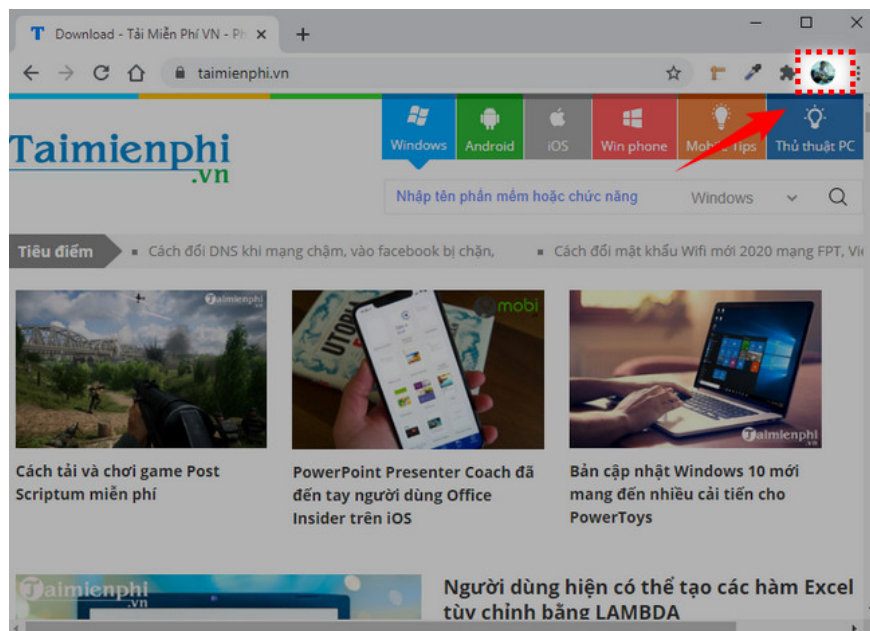 Download - Tải Miễn Phí VN - Ph
taimienphi.vn
Taimienphi
.vn
Windows
Android
iOS
Win phone
Mobile Tips
Thủ thuật PC
Nhập tên phần mềm hoặc chức năng
Windows
Tiêu điểm
Cách đổi DNS khi mạng chậm, vào facebook bị chặn,
Cách đổi mật khẩu Wifi mới 2020 mạng FPT, Vie
Taimienphi
.vn
UTOPIA
mobi
Taimienphi
.vn
Cách tải và chơi game Post
Scriptum miễn phí
PowerPoint Presenter Coach đã
đến tay người dùng Office
Insider trên iOS
Bản cập nhật Windows 10 mới
mang đến nhiều cải tiến cho
PowerToys
Taimienphi
.vn
Người dùng hiện có thể tạo các hàm Excel
tùy chỉnh bằng LAMBDA